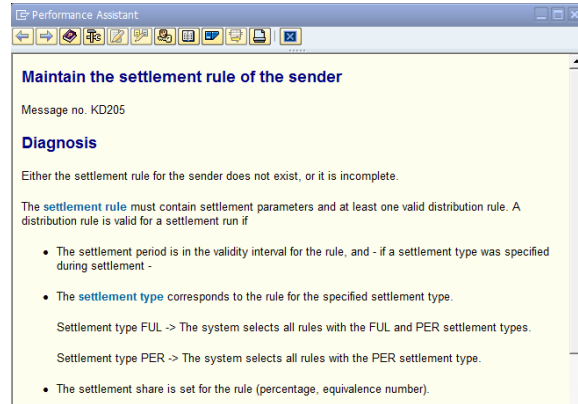 Performance Assistant
Maintain the settlement rule of the sender
Message no. KD205
Diagnosis
Either the settlement rule for the sender does not exist, or it is incomplete.
The settlement rule must contain settlement parameters and at least one valid distribution rule. A
distribution rule is valid for a settlement run if
• The settlement period is in the validity interval for the rule, and - if a settlement type was specified
during settlement -
• The settlement type corresponds to the rule for the specified settlement type.
Settlement type FUL -> The system selects all rules with the FUL and PER settlement types.
Settlement type PER -> The system selects all rules with the PER settlement type.
• The settlement share is set for the rule (percentage, equivalence number).